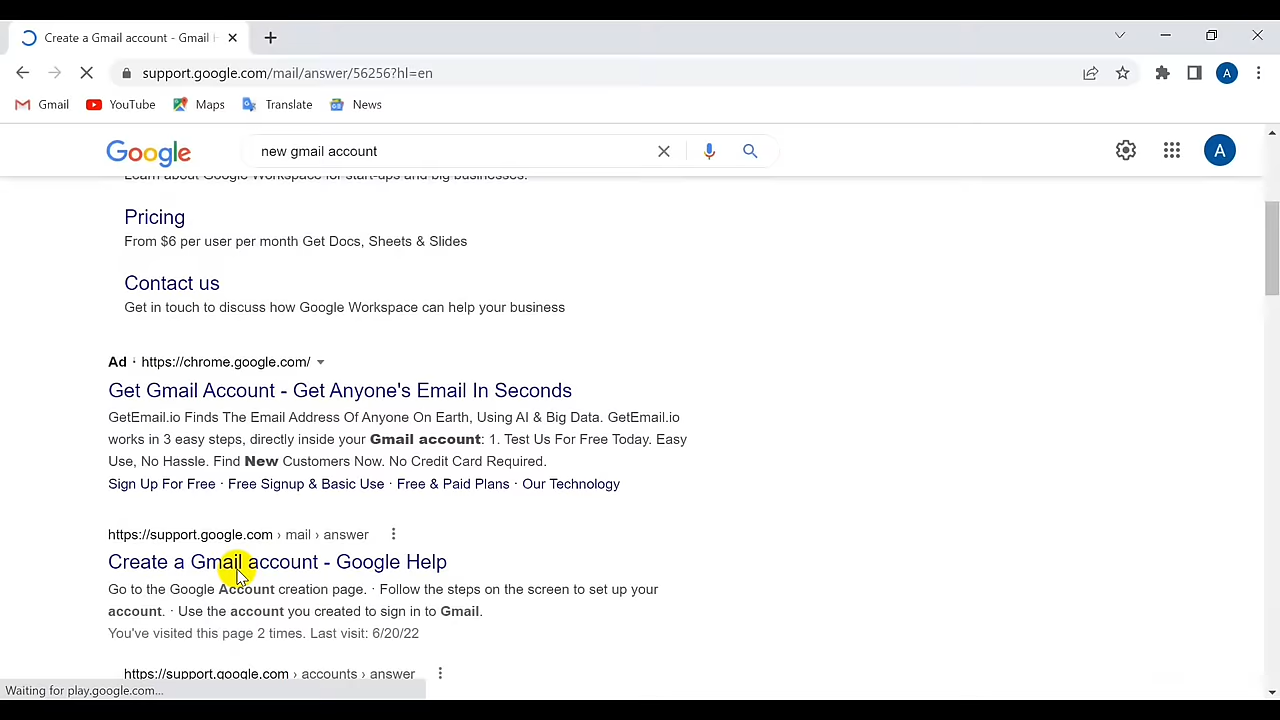 Create a Gmail account - Gmail H
support.google.com/mail/answer/56256?hl=en
A
Gmail
YouTube
Maps
Translate
News
Google
new gmail account
A
Learn about Google Workspace for start-ups and big businesses.
Pricing
From $6 per user per month Get Docs, Sheets & Slides
Contact us
Get in touch to discuss how Google Workspace can help your business
Ad · https://chrome.google.com/
Get Gmail Account - Get Anyone's Email In Seconds
GetEmail.io Finds The Email Address Of Anyone On Earth, Using AI & Big Data. GetEmail.io
works in 3 easy steps, directly inside your Gmail account: 1. Test Us For Free Today. Easy
Use, No Hassle. Find New Customers Now. No Credit Card Required.
Sign Up For Free · Free Signup & Basic Use · Free & Paid Plans · Our Technology
https://support.google.com › mail › answer
Create a Gmail account - Google Help
Go to the Google Account creation page. · Follow the steps on the screen to set up your
account. · Use the account you created to sign in to Gmail.
You've visited this page 2 times. Last visit: 6/20/22
https://support.google.com › accounts › answer
Waiting for play.google.com...